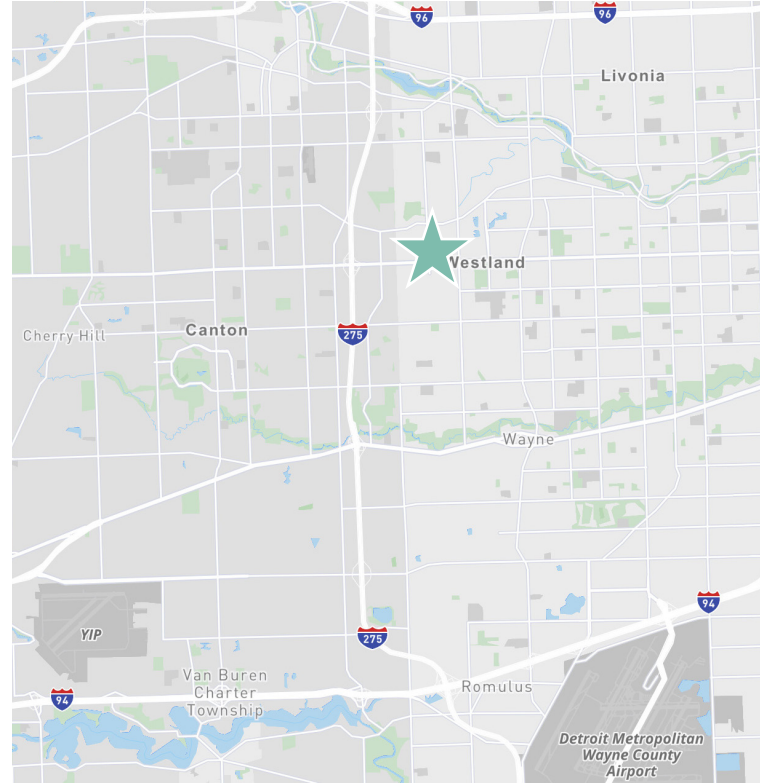 96
96
Livonia
Westland
Cherry Hill
Canton
275
Wayne
94
YIP
275
Van Buren
Charter
Township
Romulus
94
Detroit Metropolitan
Wayne County
Airport